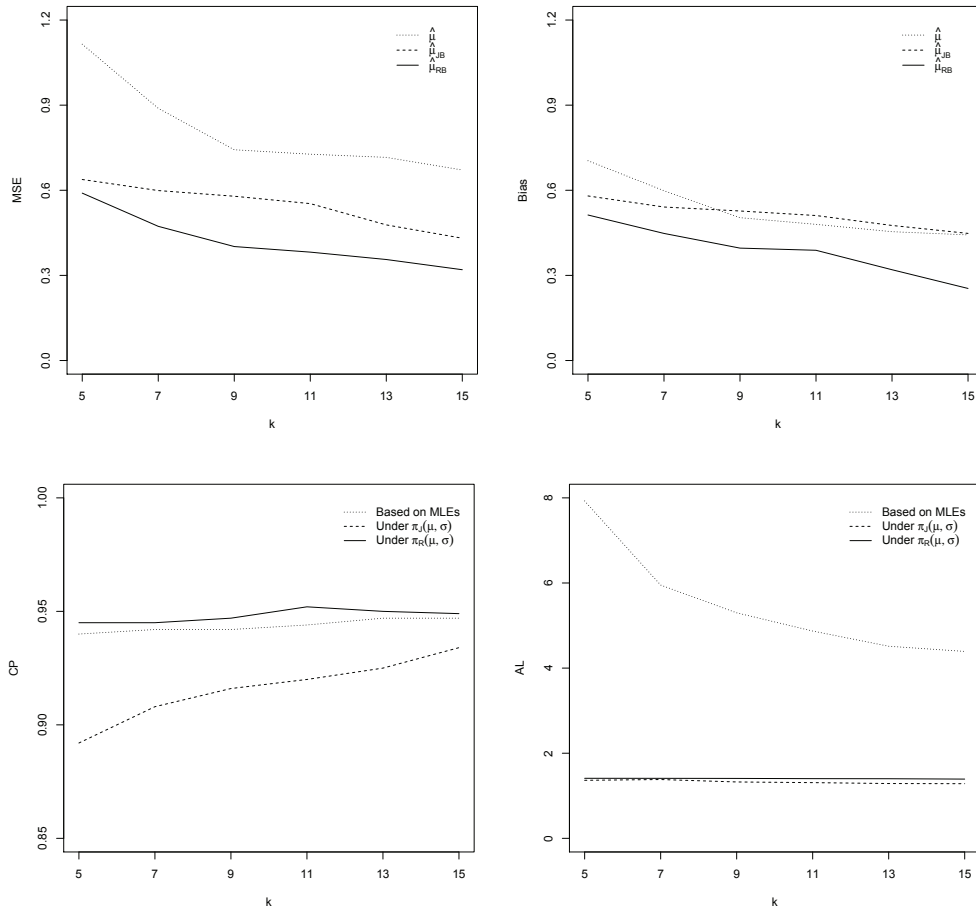 MSE
0.0
0.3
0.6
0.9
1.2
μ̂
μ̂JB
μ̂RB
5 7 9 11 13 15
k
Bias
0.0
0.3
0.6
0.9
1.2
μ̂
μ̂JB
μ̂RB
5 7 9 11 13 15
k
CP
0.85
0.90
0.95
1.00
Based on MLEs
Under πJ(μ, σ)
Under πR(μ, σ)
5 7 9 11 13 15
k
AL
0
2
4
6
8
Based on MLEs
Under πJ(μ, σ)
Under πR(μ, σ)
5 7 9 11 13 15
k